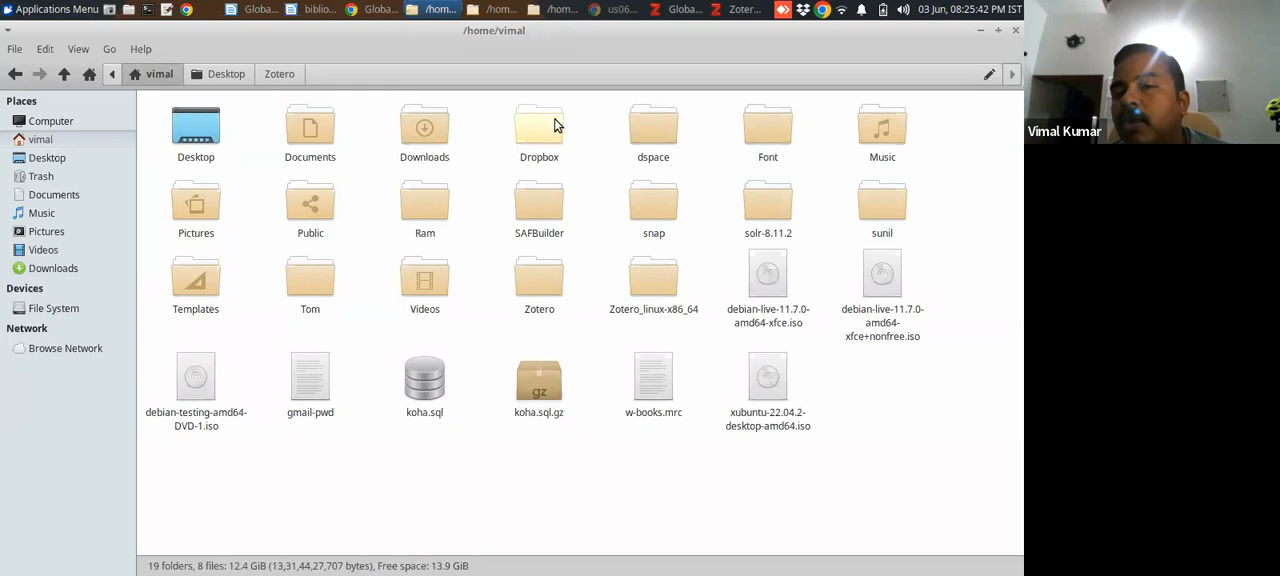 Applications Menu
Globa...
biblio...
Globa...
/hom...
/hom...
/hom...
us06...
Globa...
Zoter...
03 Jun, 08:25:42 PM IST
/home/vimal
File Edit View Go Help
vimal
Desktop
Zotero
Places
Computer
vimal
Desktop
Trash
Documents
Music
Pictures
Videos
Downloads
Devices
File System
Network
Browse Network
Desktop
Documents
Downloads
Dropbox
dspace
Font
Music
Pictures
Public
Ram
SAFBuilder
snap
solr-8.11.2
sunil
Templates
Tom
Videos
Zotero
Zotero_linux-x86_64
debian-live-11.7.0-
amd64-xfce.iso
debian-live-11.7.0-
amd64-
xfce+nonfree.iso
debian-testing-amd64-
DVD-1.iso
gmail-pwd
koha.sql
gz
koha.sql.gz
w-books.mrc
xubuntu-22.04.2-
desktop-amd64.iso
19 folders, 8 files: 12.4 GiB (13,31,44,27,707 bytes), Free space: 13.9 GiB
Vimal Kumar